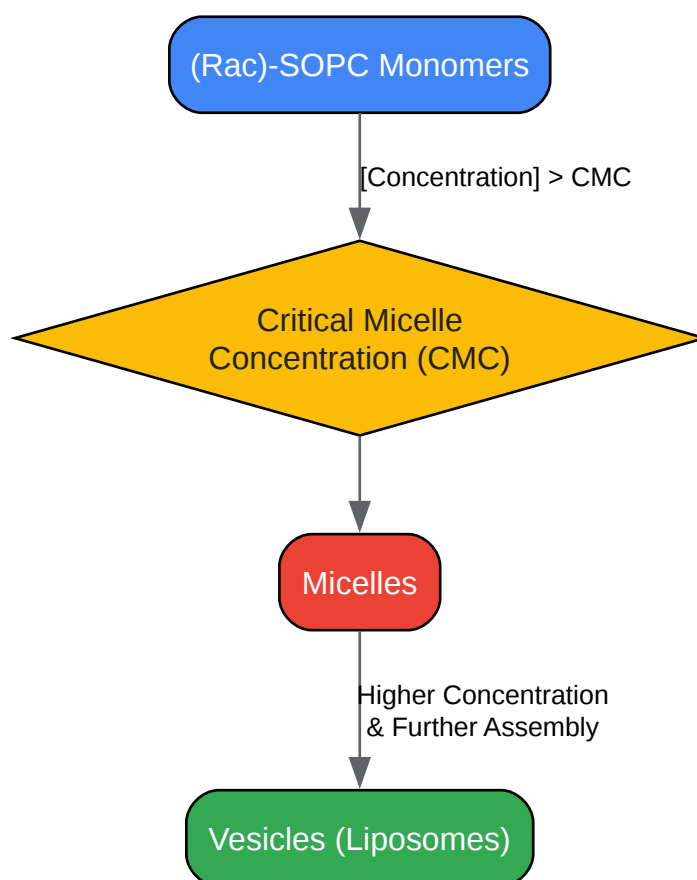 (Rac)-SOPC Monomers
[Concentration] > CMC
Critical Micelle
Concentration (CMC)
Micelles
Higher Concentration
& Further Assembly
Vesicles (Liposomes)